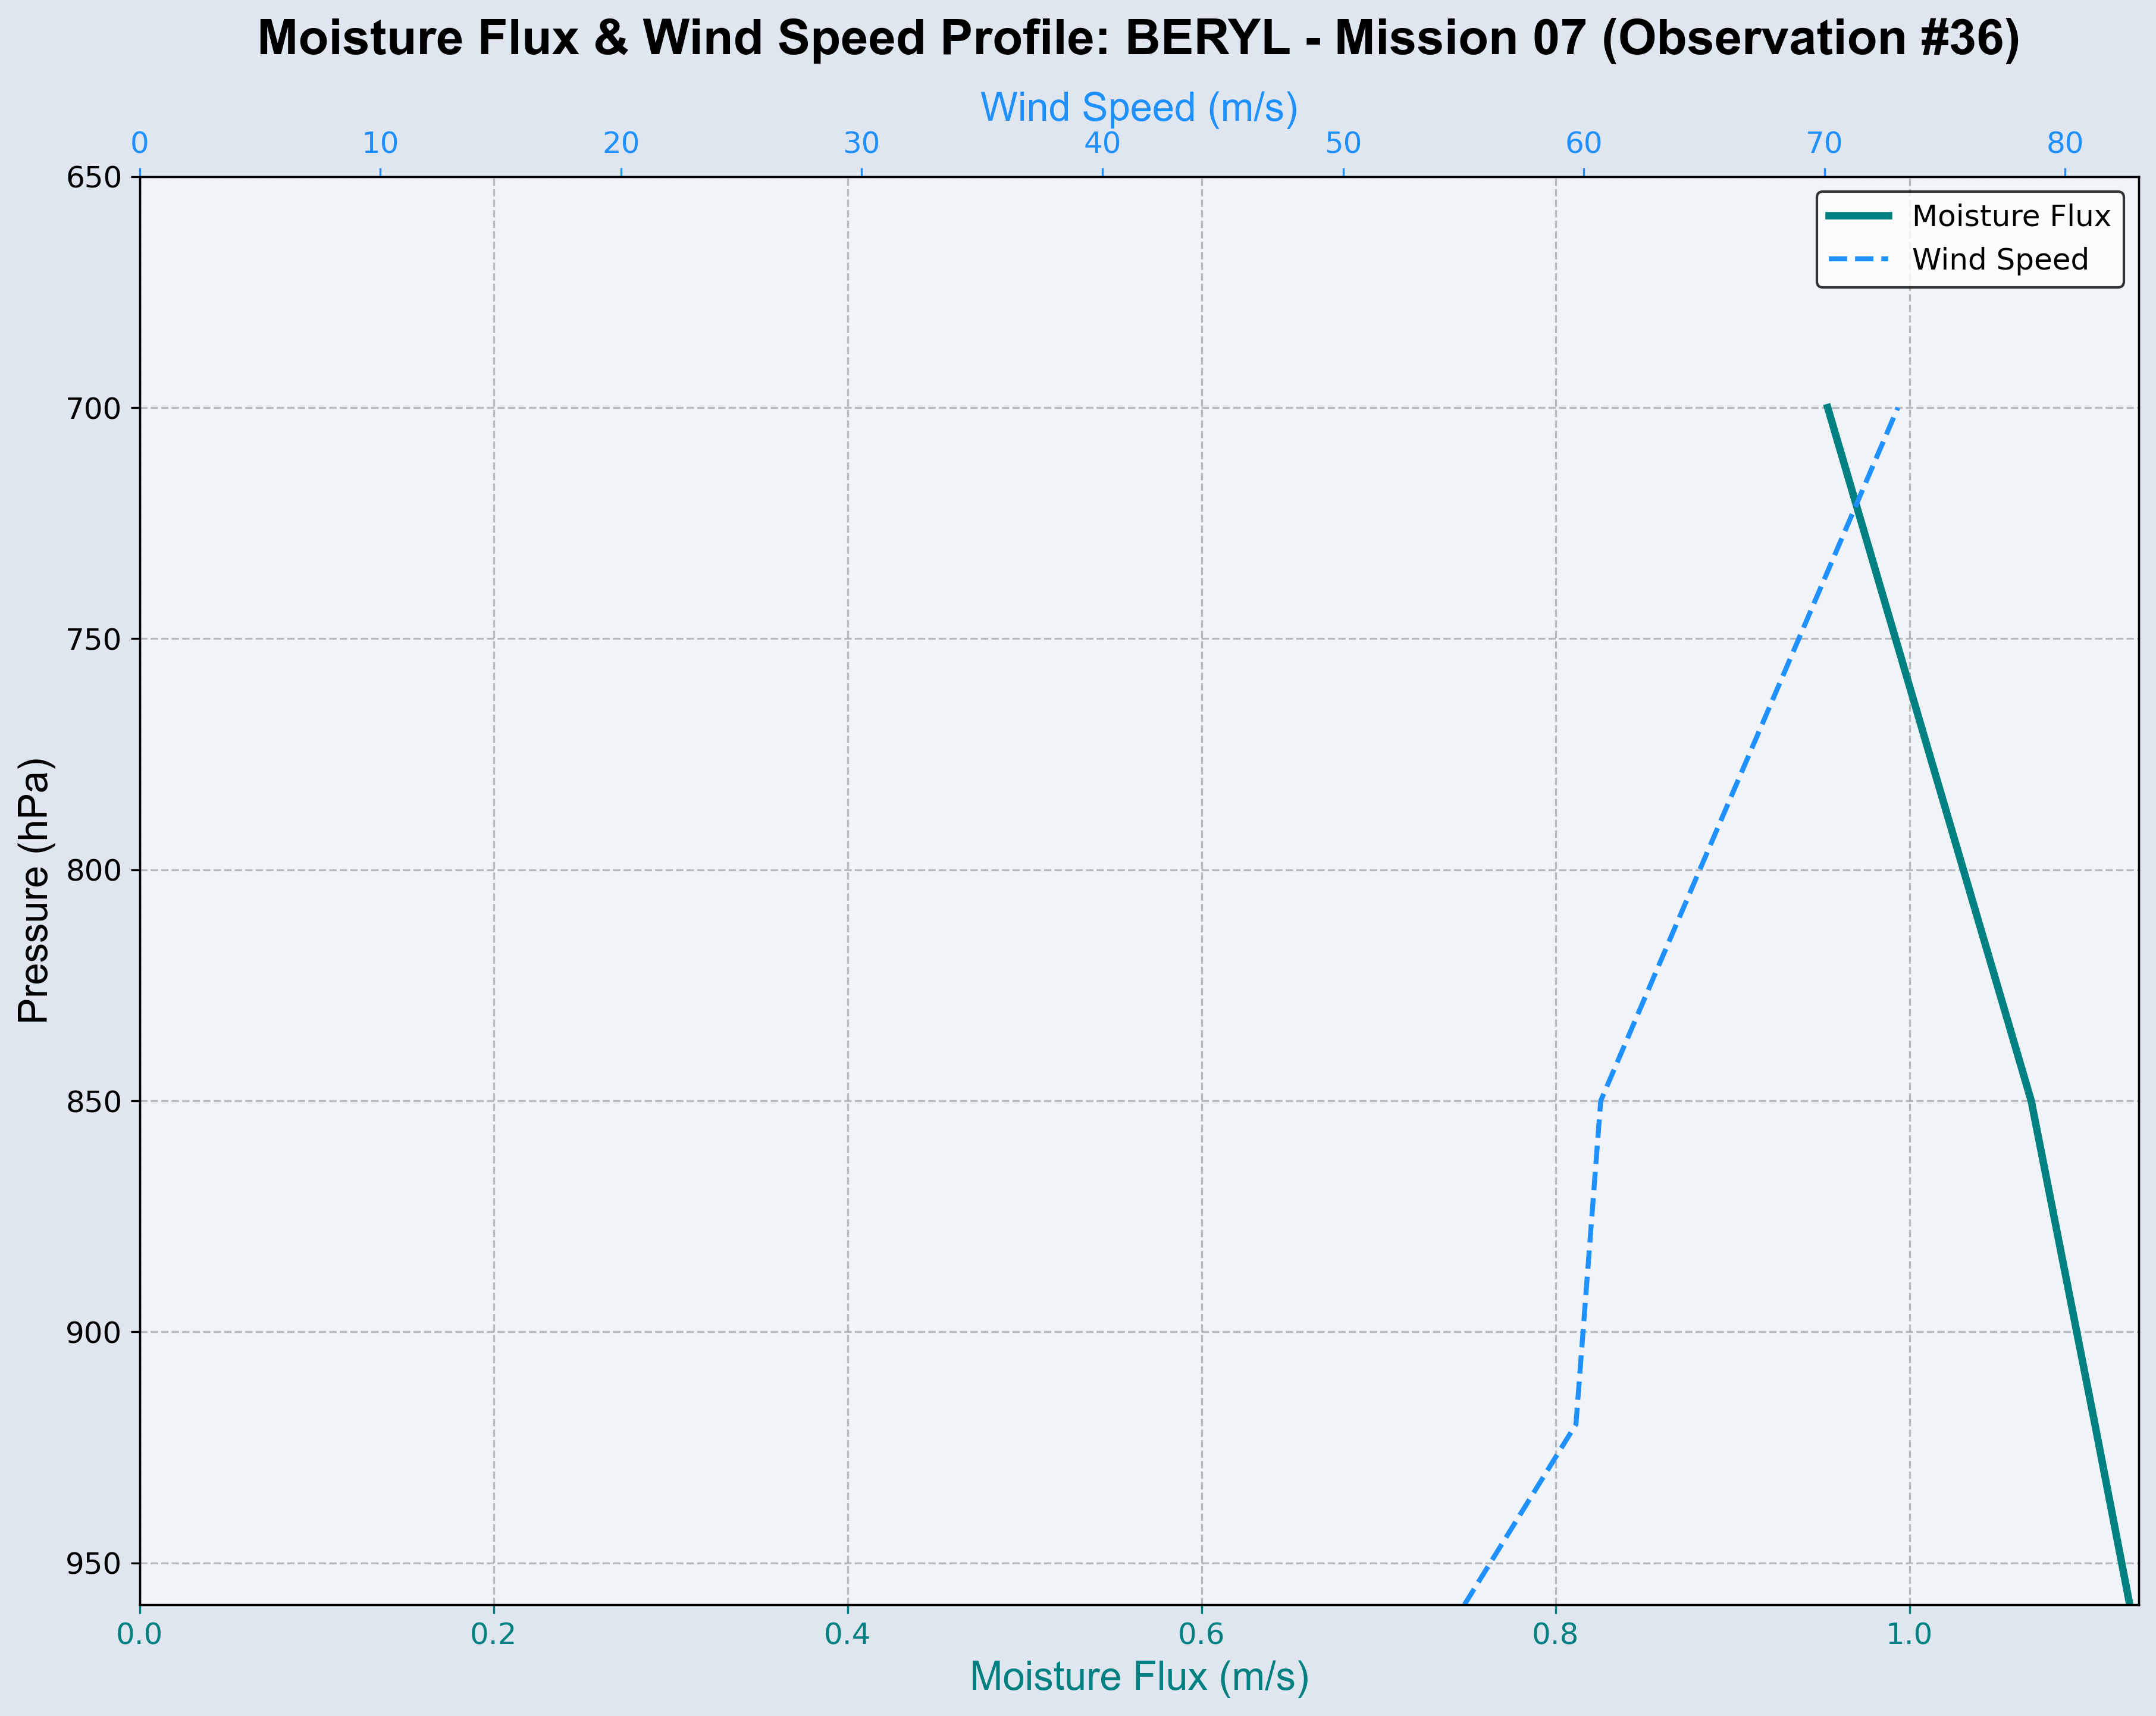 Moisture Flux & Wind Speed Profile: BERYL - Mission 07 (Observation #36)
Wind Speed (m/s)
0 10 20 30 40 50 60 70 80
Moisture Flux
Wind Speed
650
700
750
800
850
900
950
Pressure (hPa)
0.0 0.2 0.4 0.6 0.8 1.0
Moisture Flux (m/s)